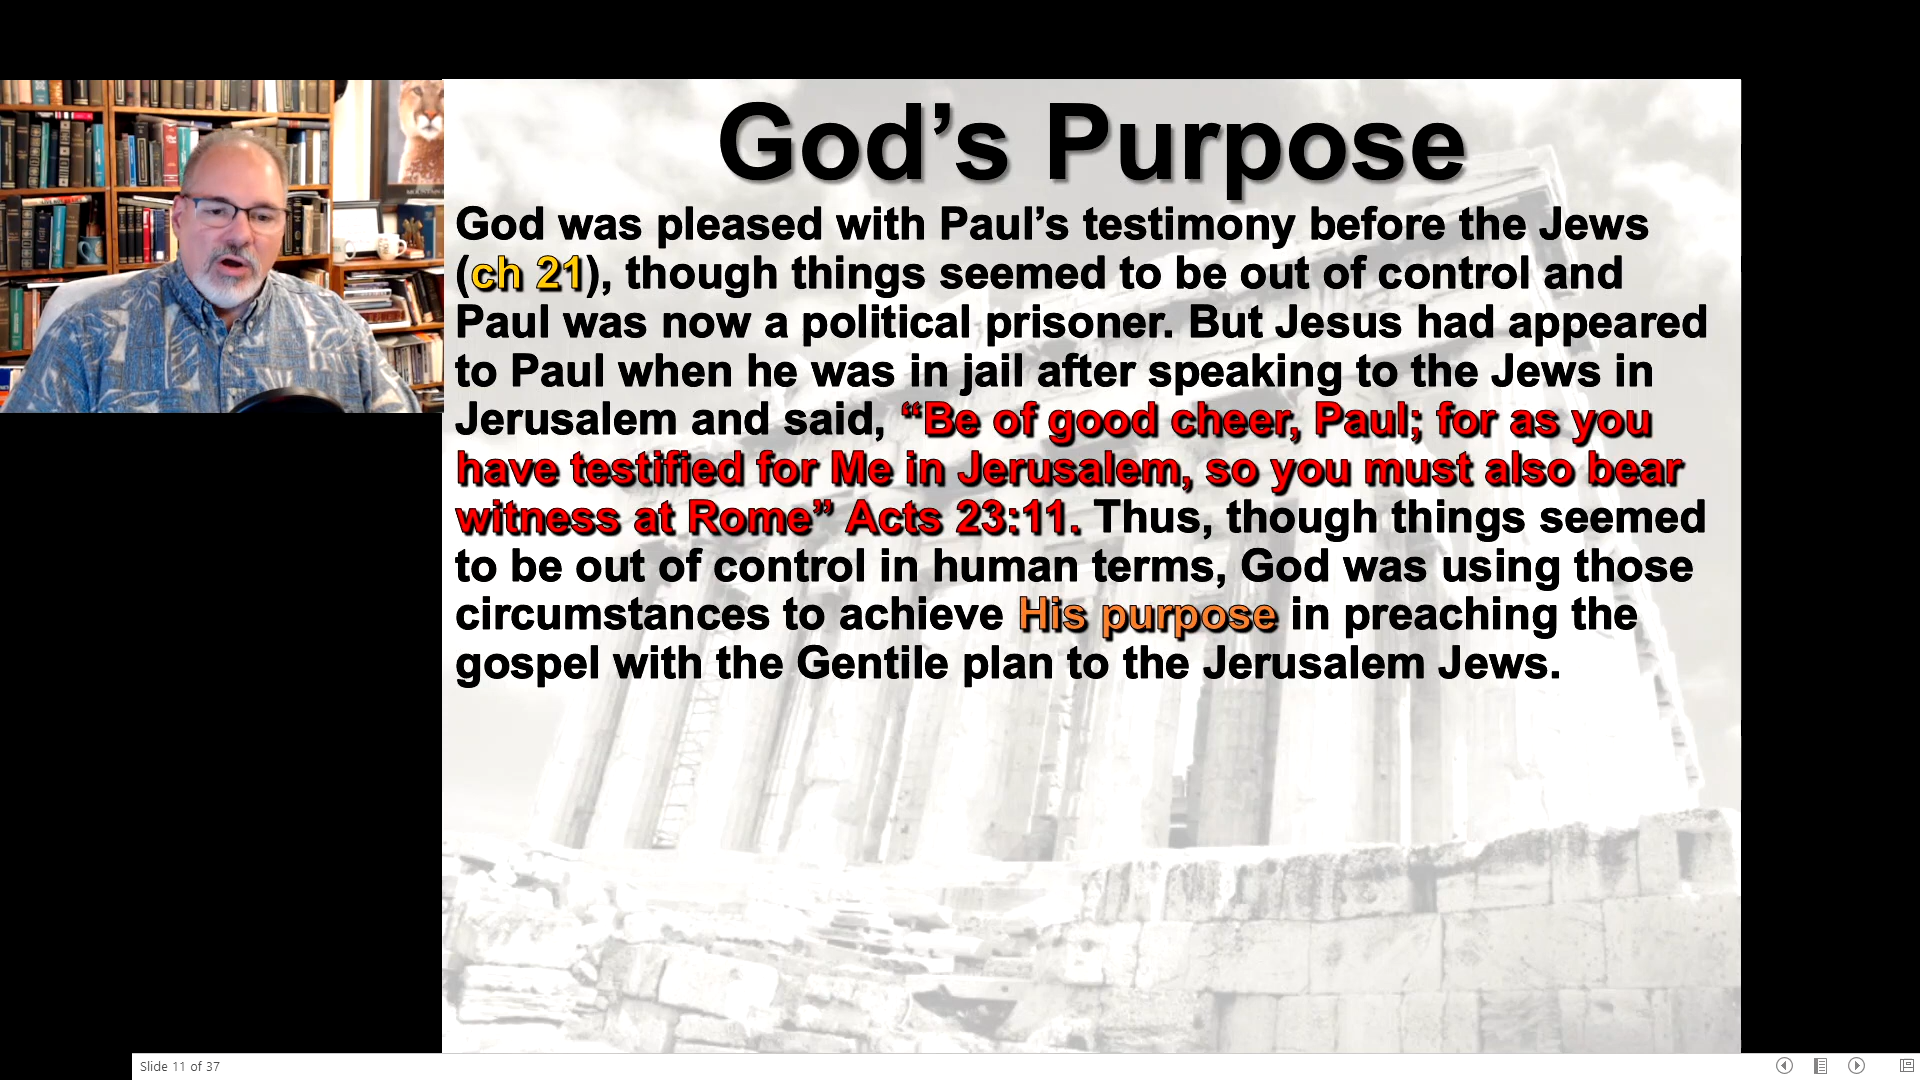 God’s Purpose
God was pleased with Paul’s testimony before the Jews
(ch 21), though things seemed to be out of control and
Paul was now a political prisoner. But Jesus had appeared
to Paul when he was in jail after speaking to the Jews in
Jerusalem and said, “Be of good cheer, Paul; for as you
have testified for Me in Jerusalem, so you must also bear
witness at Rome” Acts 23:11. Thus, though things seemed
to be out of control in human terms, God was using those
circumstances to achieve His purpose in preaching the
gospel with the Gentile plan to the Jerusalem Jews.
Slide 11 of 37